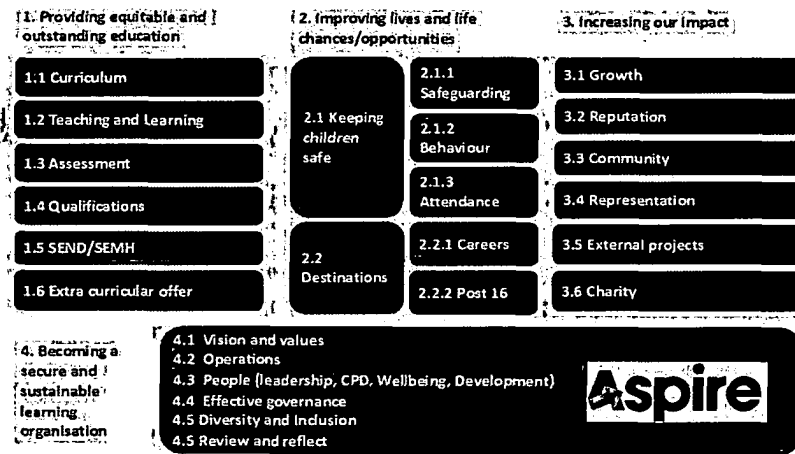 1. Providing equitable and
outstanding education
1.1 Curriculum
1.2 Teaching and Learning
1.3 Assessment
1.4 Qualifications
1.5 SEND/SEMH
1.6 Extra curricular offer
2. Improving lives and life
chances/opportunities
2.1 Keeping
children
safe
2.1.1
Safeguarding
2.1.2
Behaviour
2.1.3
Attendance
2.2
Destinations
2.2.1 Careers
2.2.2 Post 16
3. Increasing our impact
3.1 Growth
3.2 Reputation
3.3 Community
3.4 Representation
3.5 External projects
3.6 Charity
4. Becoming a
secure and
sustainable
learning
organisation
4.1 Vision and values
4.2 Operations
4.3 People (leadership, CPD, Wellbeing, Development)
4.4 Effective governance
4.5 Diversity and Inclusion
4.5 Review and reflect
Aspire